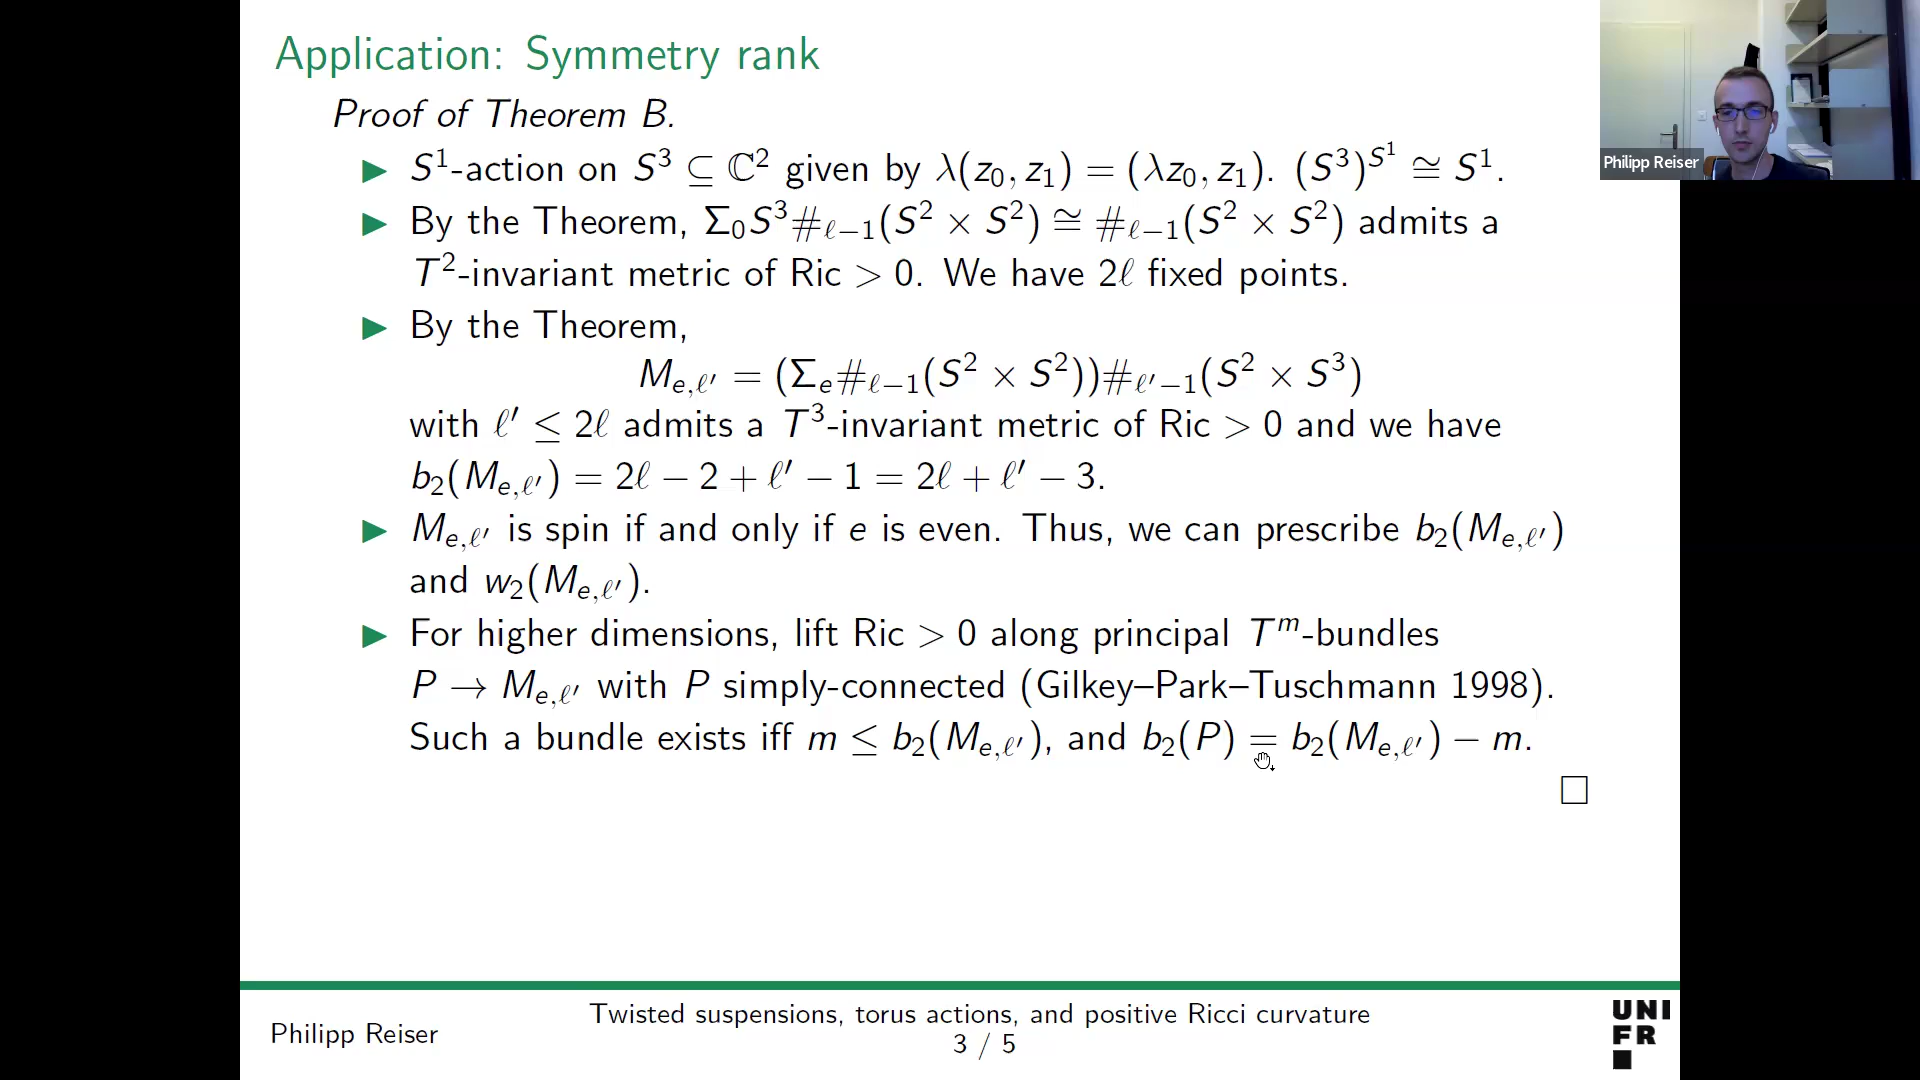 Application: Symmetry rank
Proof of Theorem B.
▶ S¹-action on S³ ⊆ ℂ² given by λ(z₀, z₁) = (λz₀, z₁). (S³)^{S¹} ≅ S¹.
▶ By the Theorem, Σ₀S³#_{ℓ−1}(S² × S²) ≅ #_{ℓ−1}(S² × S²) admits a
T²-invariant metric of Ric > 0. We have 2ℓ fixed points.
▶ By the Theorem,
M_{e,ℓ′} = (Σ_e#_{ℓ−1}(S² × S²))#_{ℓ′−1}(S² × S³)
with ℓ′ ≤ 2ℓ admits a T³-invariant metric of Ric > 0 and we have
b₂(M_{e,ℓ′}) = 2ℓ − 2 + ℓ′ − 1 = 2ℓ + ℓ′ − 3.
▶ M_{e,ℓ′} is spin if and only if e is even. Thus, we can prescribe b₂(M_{e,ℓ′})
and w₂(M_{e,ℓ′}).
▶ For higher dimensions, lift Ric > 0 along principal T^m-bundles
P → M_{e,ℓ′} with P simply-connected (Gilkey–Park–Tuschmann 1998).
Such a bundle exists iff m ≤ b₂(M_{e,ℓ′}), and b₂(P) = b₂(M_{e,ℓ′}) − m.
□
Philipp Reiser
Twisted suspensions, torus actions, and positive Ricci curvature
3 / 5
UNI
FR
Philipp Reiser